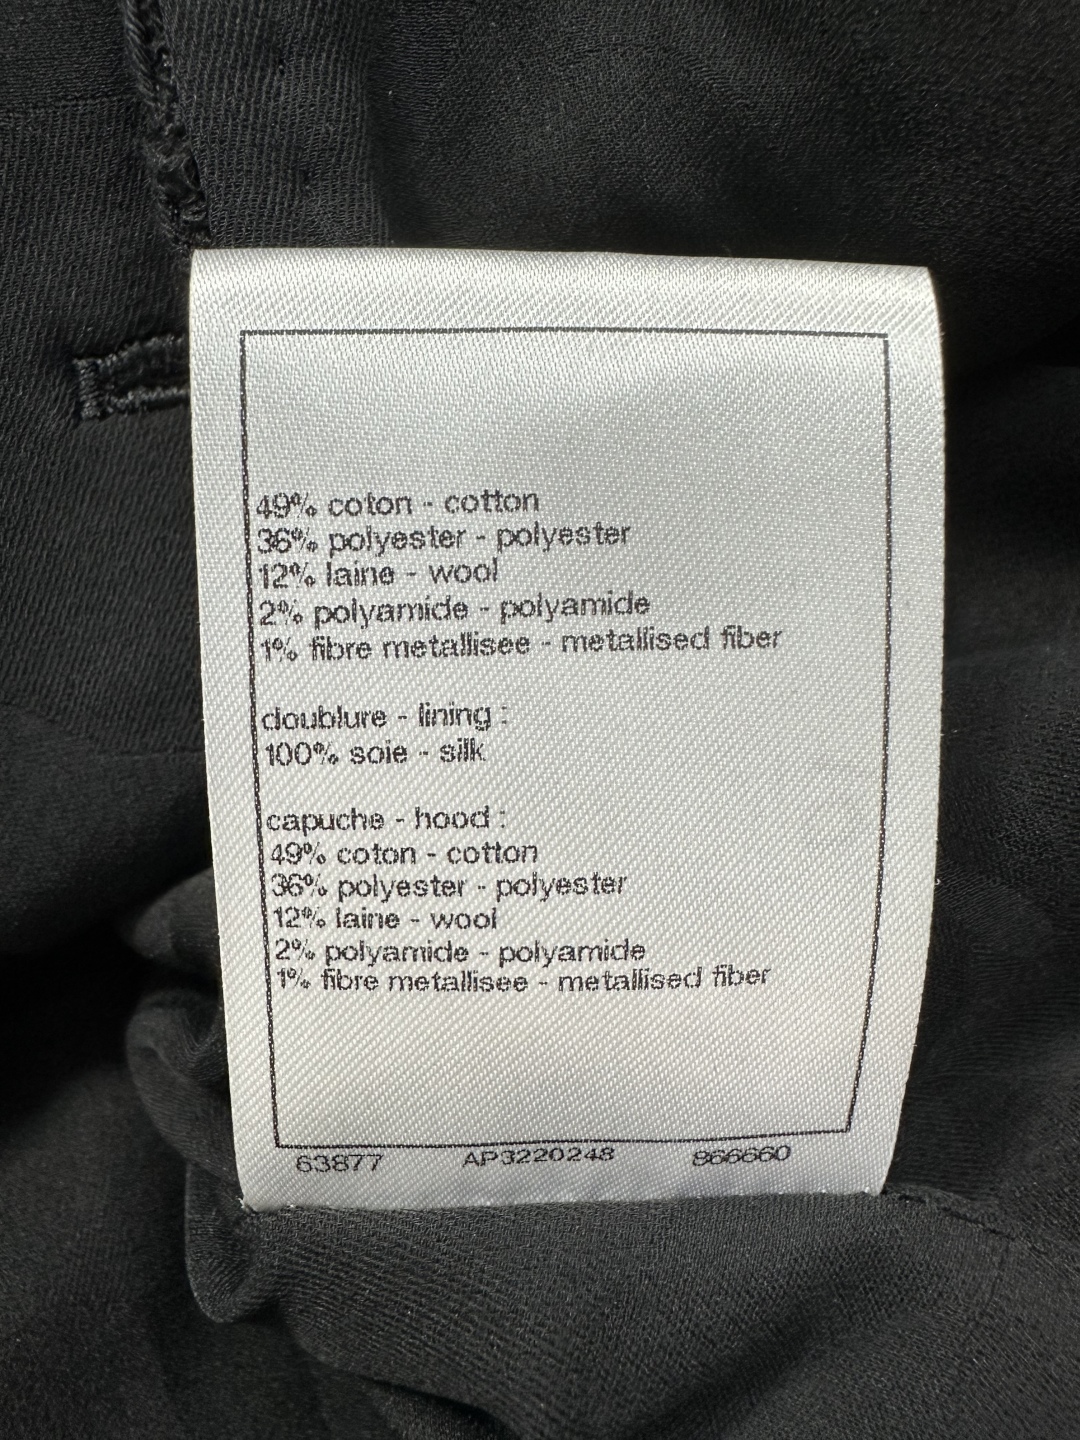 49% coton - cotton
36% polyester - polyester
12% laine - wool
2% polyamide - polyamide
1% fibre metallisee - metallised fiber
doublure - lining :
100% soie - silk
capuche - hood :
49% coton - cotton
36% polyester - polyester
12% laine - wool
2% polyamide - polyamide
1% fibre metallisee - metallised fiber
63877 AP3220248 866660